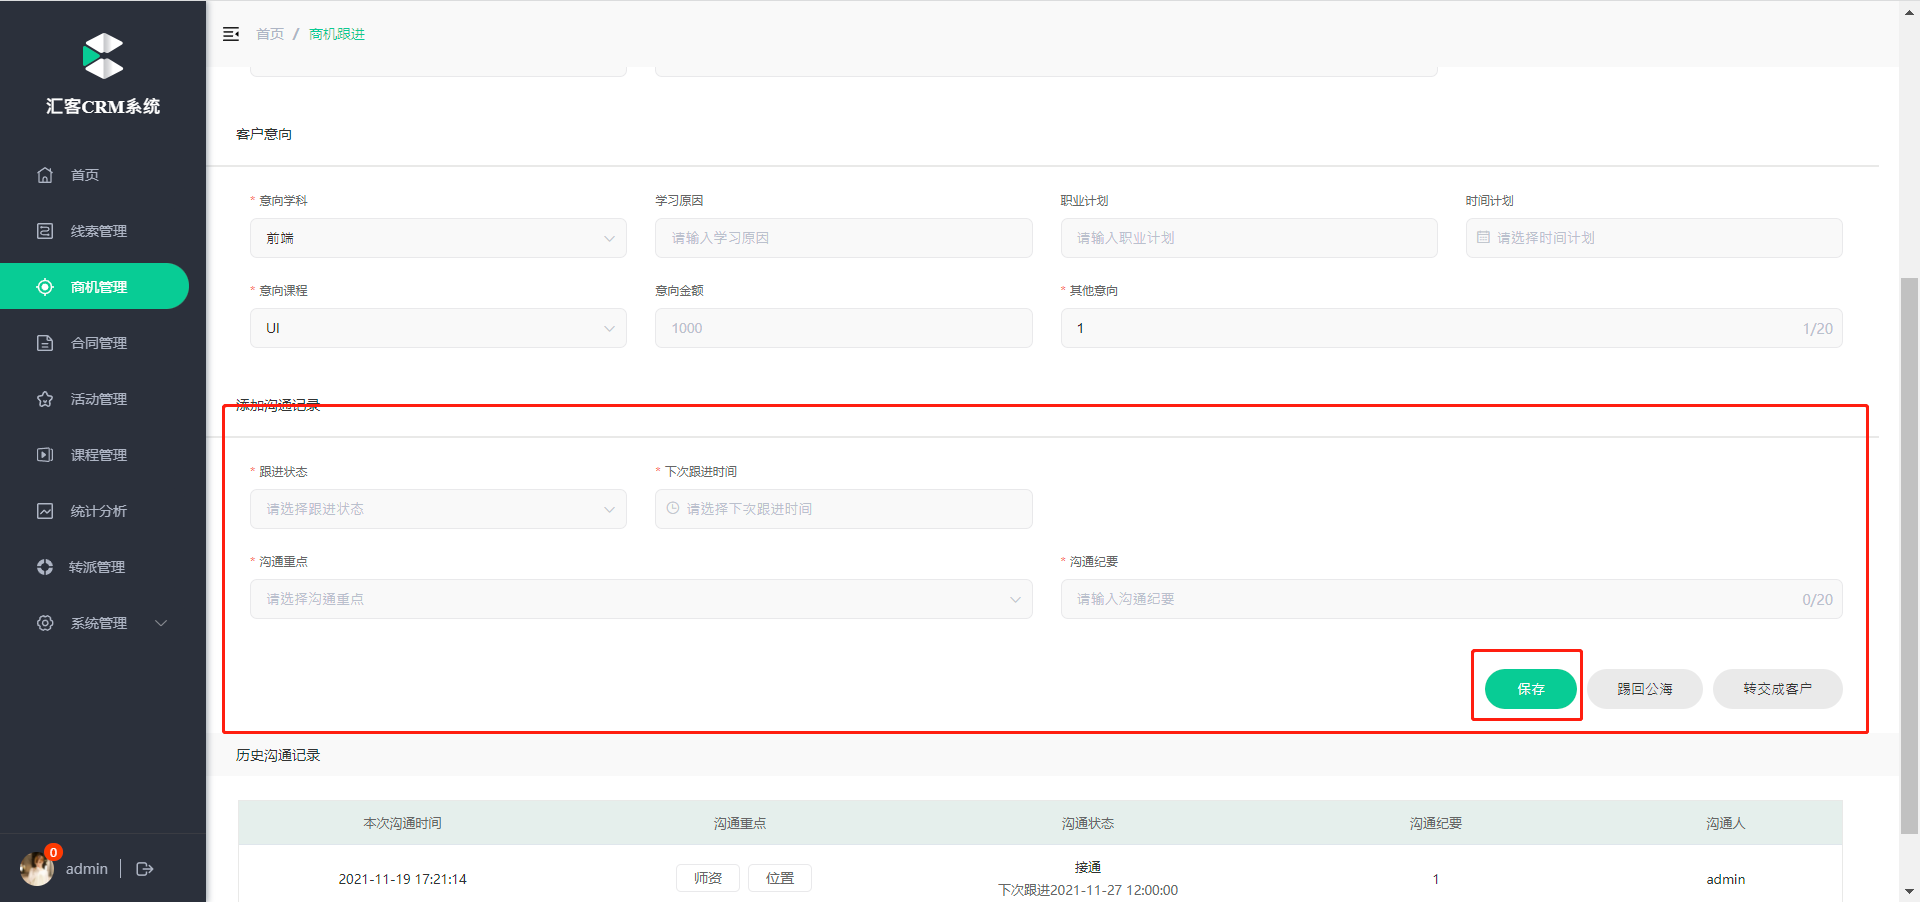 首页 / 商机跟进
汇客CRM系统
首页
线索管理
商机管理
合同管理
活动管理
课程管理
统计分析
转派管理
系统管理
0
admin
客户意向
* 意向学科
学习原因
职业计划
时间计划
前端
请输入学习原因
请输入职业计划
请选择时间计划
* 意向课程
意向金额
* 其他意向
UI
1000
1
1/20
添加沟通记录
* 跟进状态
* 下次跟进时间
请选择跟进状态
请选择下次跟进时间
* 沟通重点
* 沟通纪要
请选择沟通重点
请输入沟通纪要
0/20
保存
踢回公海
转交成客户
历史沟通记录
本次沟通时间
沟通重点
沟通状态
沟通纪要
沟通人
2021-11-19 17:21:14
师资
位置
接通
下次跟进2021-11-27 12:00:00
1
admin